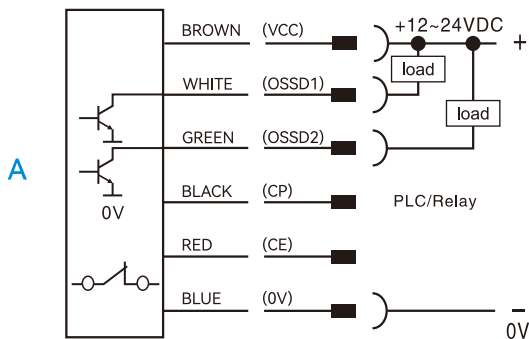 +12~24VDC
BROWN (VCC) +
load
WHITE (OSSD1)
load
GREEN (OSSD2)
A
BLACK (CP) PLC/Relay
0V
RED (CE)
BLUE (0V) −
0V